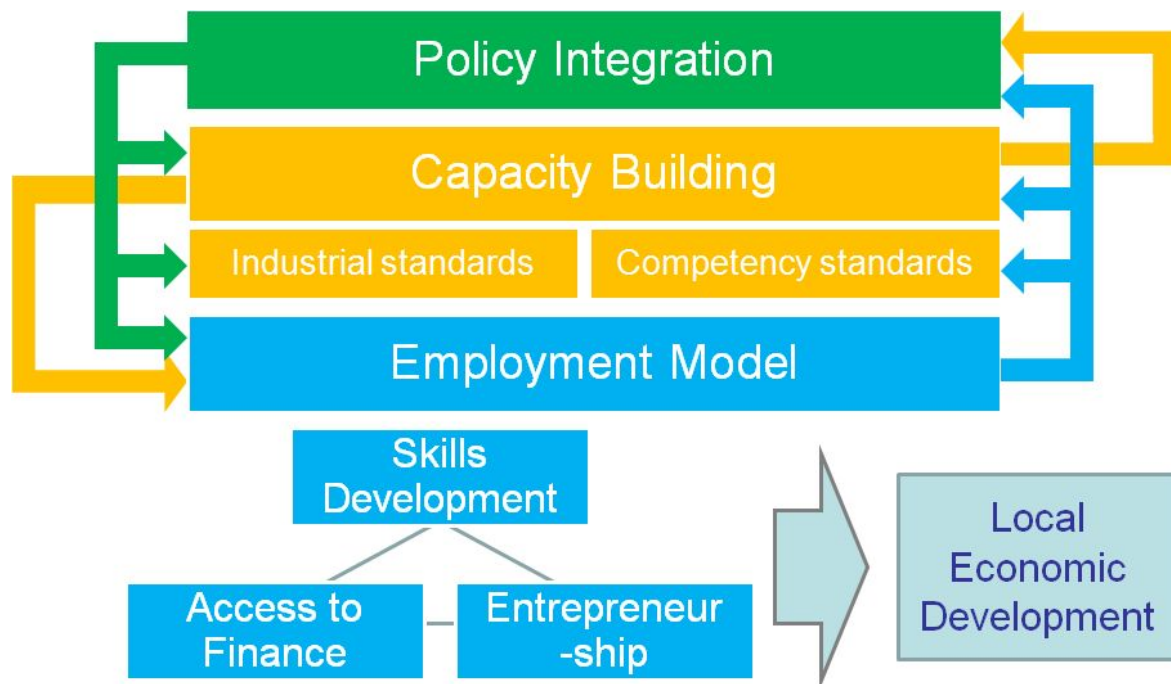 Policy Integration
Capacity Building
Industrial standards
Competency standards
Employment Model
Skills
Development
Access to
Finance
Entrepreneur
-ship
Local
Economic
Development